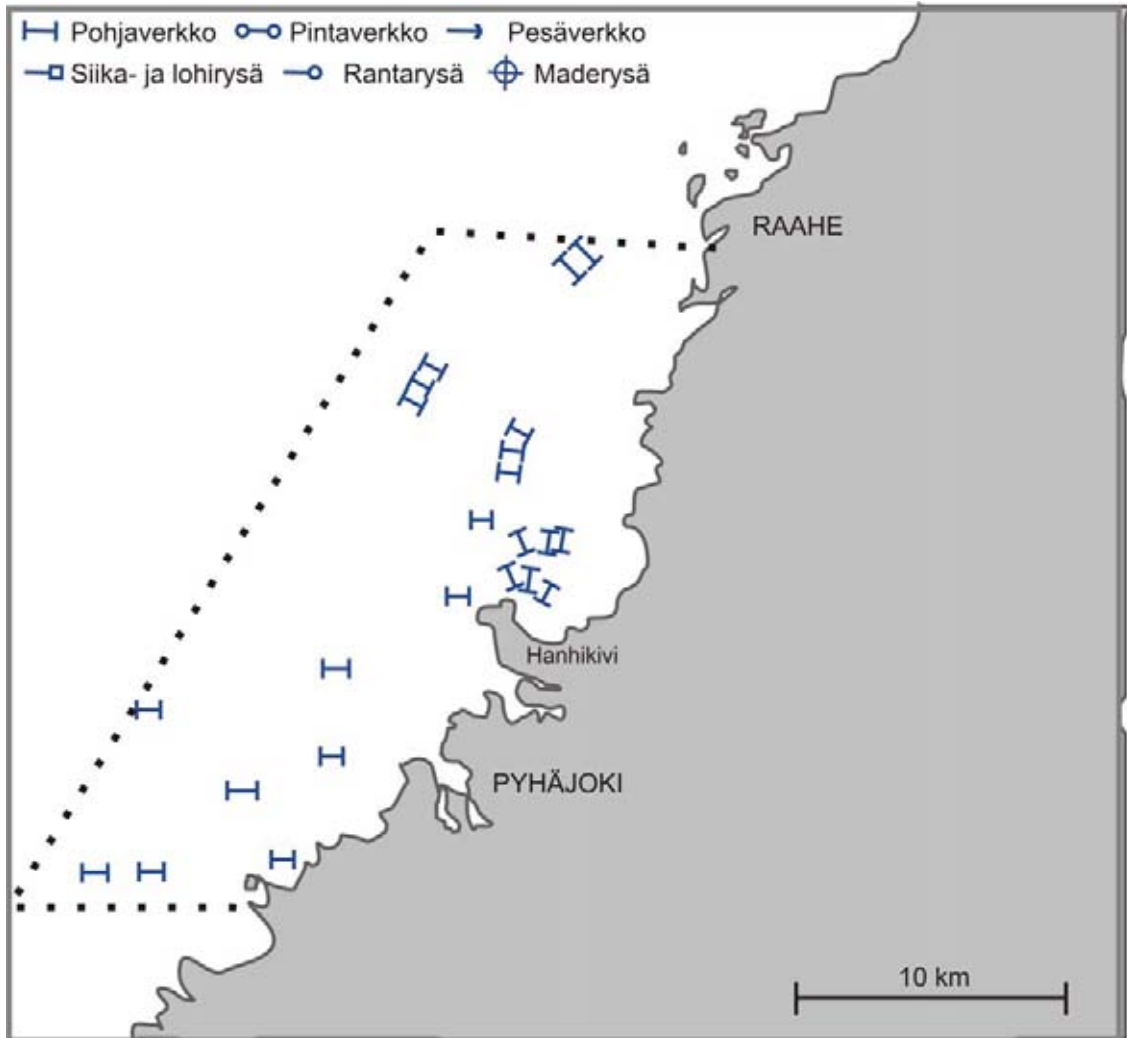 Pohjaverkko Pintaverkko Pesäverkko
Siika- ja lohirysä Rantarysä Maderysä
RAAHE
Hanhikivi
PYHÄJOKI
10 km